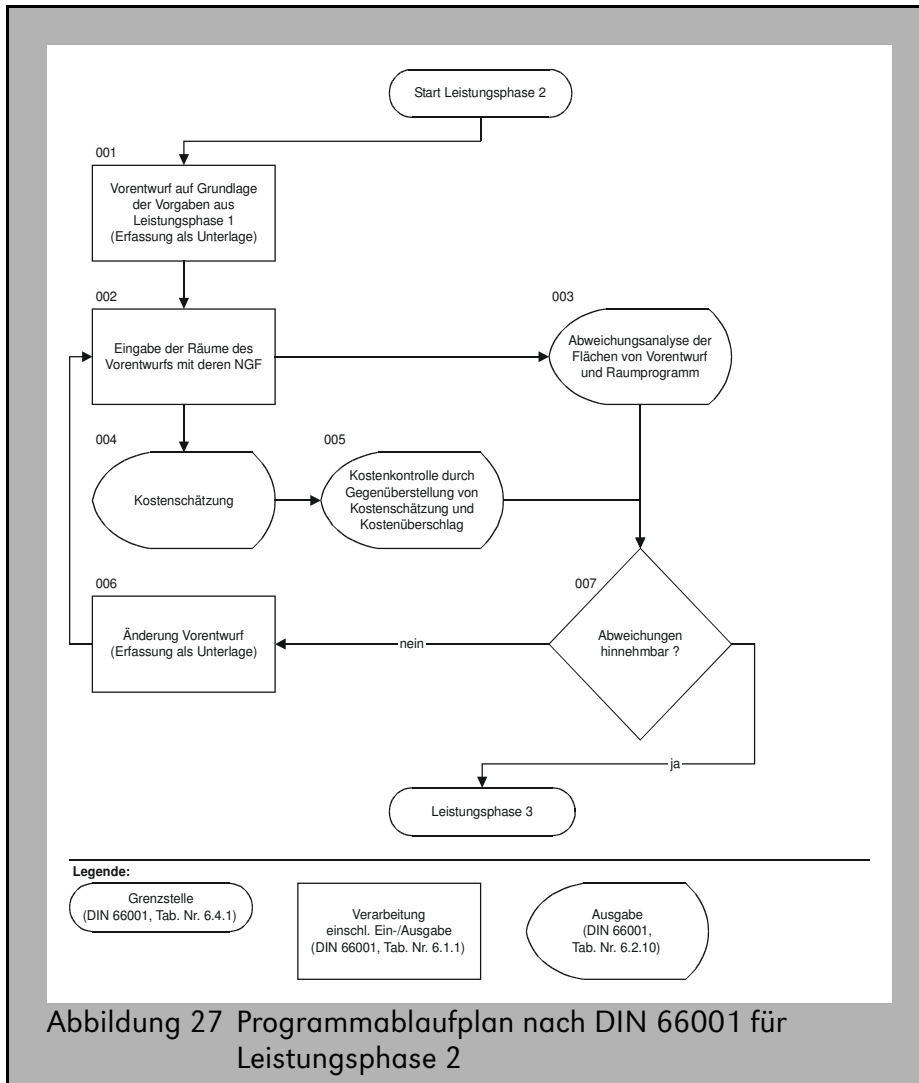 Start Leistungsphase 2
001
Vorentwurf auf Grundlage
der Vorgaben aus
Leistungsphase 1
(Erfassung als Unterlage)
002
Eingabe der Räume des
Vorentwurfs mit deren NGF
003
Abweichungsanalyse der
Flächen von Vorentwurf
und Raumprogramm
004
Kostenschätzung
005
Kostenkontrolle durch
Gegenüberstellung von
Kostenschätzung und
Kostenüberschlag
006
Änderung Vorentwurf
(Erfassung als Unterlage)
nein
007
Abweichungen
hinnehmbar ?
ja
Leistungsphase 3
Legende:
Grenzstelle
(DIN 66001, Tab. Nr. 6.4.1)
Verarbeitung
einschl. Ein-/Ausgabe
(DIN 66001, Tab. Nr. 6.1.1)
Ausgabe
(DIN 66001,
Tab. Nr. 6.2.10)
Abbildung 27 Programmablaufplan nach DIN 66001 für
Leistungsphase 2